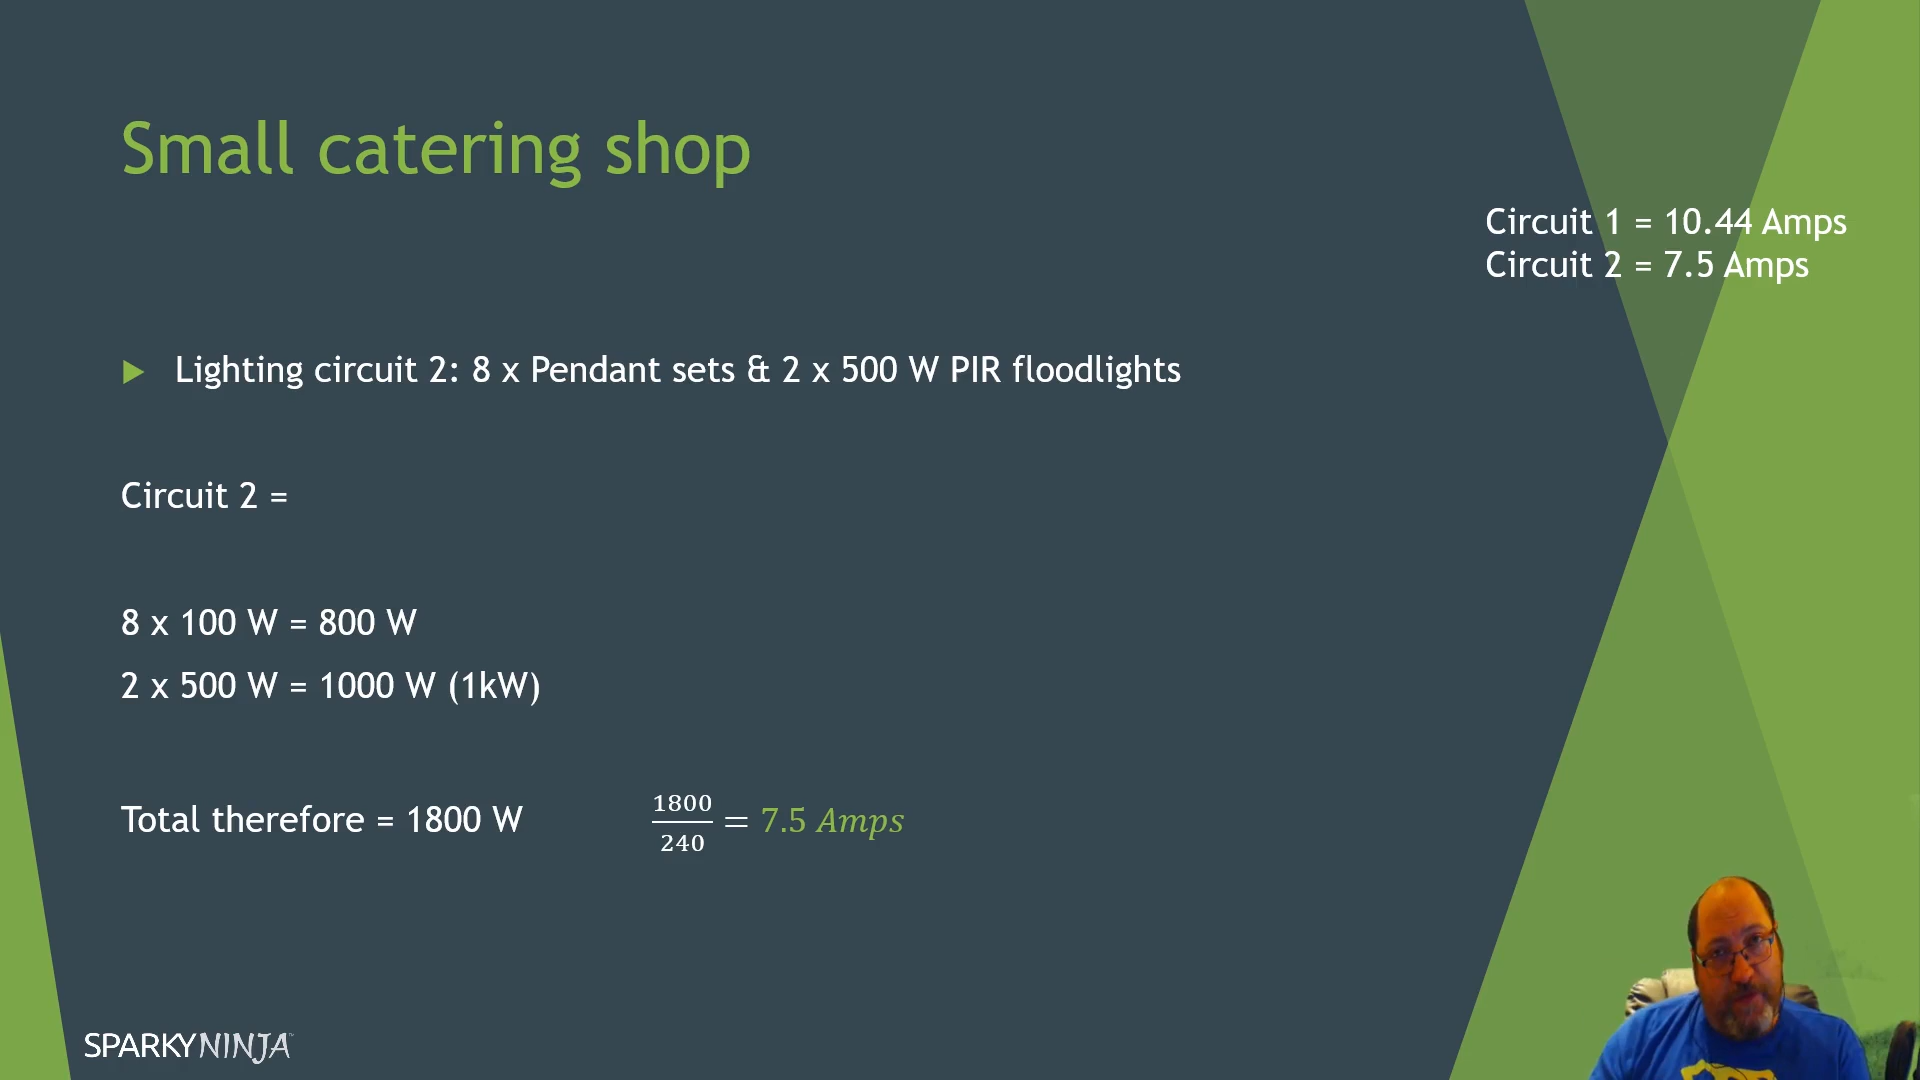 Small catering shop
Circuit 1 = 10.44 Amps
Circuit 2 = 7.5 Amps
Lighting circuit 2: 8 x Pendant sets & 2 x 500 W PIR floodlights
Circuit 2 =
8 x 100 W = 800 W
2 x 500 W = 1000 W (1kW)
Total therefore = 1800 W
1800
240
= 7.5 Amps
SPARKYNINJA